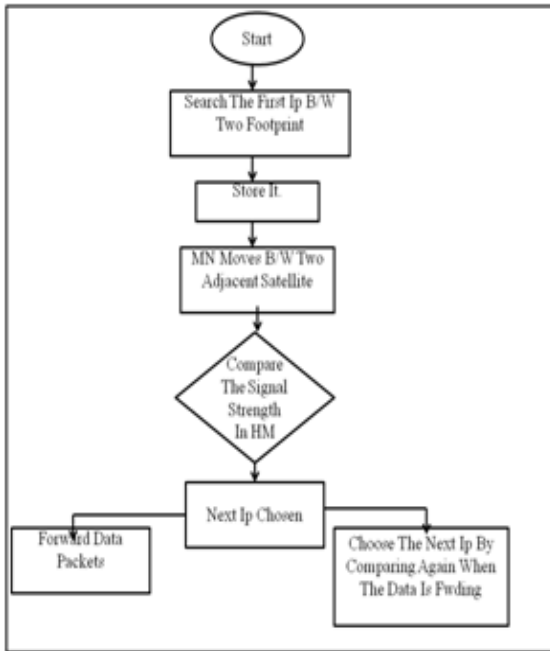 Start
Search The First Ip B/W
Two Footprint
Store It.
MN Moves B/W Two
Adjacent Satellite
Compare
The Signal
Strength
In HM
Next Ip Chosen
Forward Data
Packets
Choose The Next Ip By
Comparing Again When
The Data Is Fwding